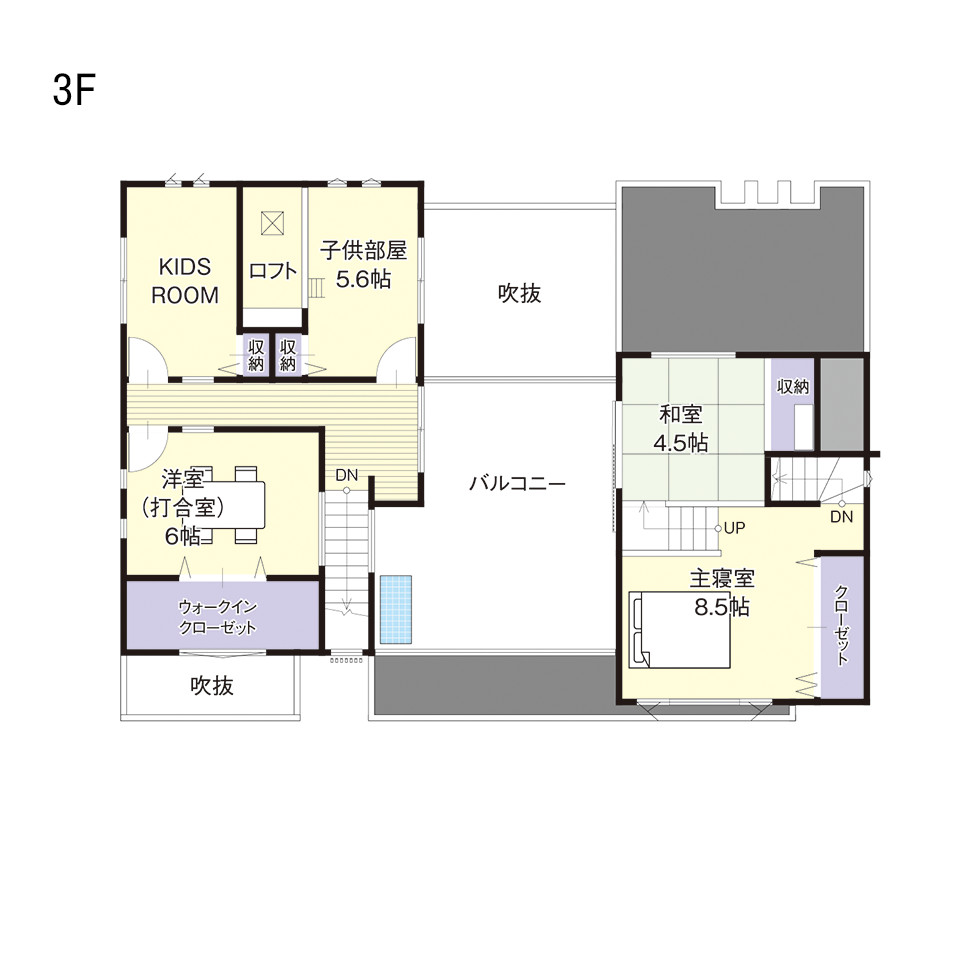 3F
KIDS
ROOM
ロフト
子供部屋
5.6帖
収納
収納
吹抜
和室
4.5帖
収納
DN
洋室
(打合室)
6帖
バルコニー
UP
DN
主寝室
8.5帖
クローゼット
ウォークイン
クローゼット
吹抜